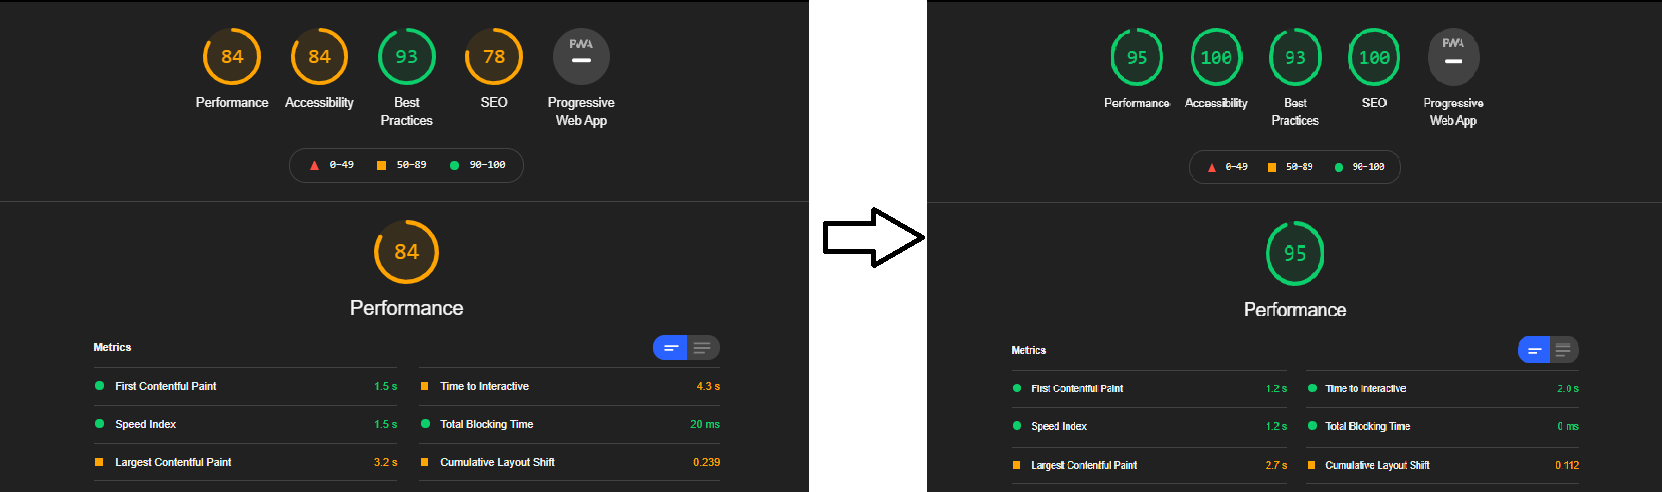 84
84
93
78
PWA
Performance
Accessibility
Best
Practices
SEO
Progressive
Web App
0–49
50–89
90–100
84
Performance
Metrics
First Contentful Paint
1.5 s
Time to Interactive
4.3 s
Speed Index
1.5 s
Total Blocking Time
20 ms
Largest Contentful Paint
3.2 s
Cumulative Layout Shift
0.239
95
100
93
100
PWA
Performance
Accessibility
Best
Practices
SEO
Progressive
Web App
0–49
50–89
90–100
95
Performance
Metrics
First Contentful Paint
1.2 s
Time to Interactive
2.0 s
Speed Index
1.2 s
Total Blocking Time
0 ms
Largest Contentful Paint
2.7 s
Cumulative Layout Shift
0.112